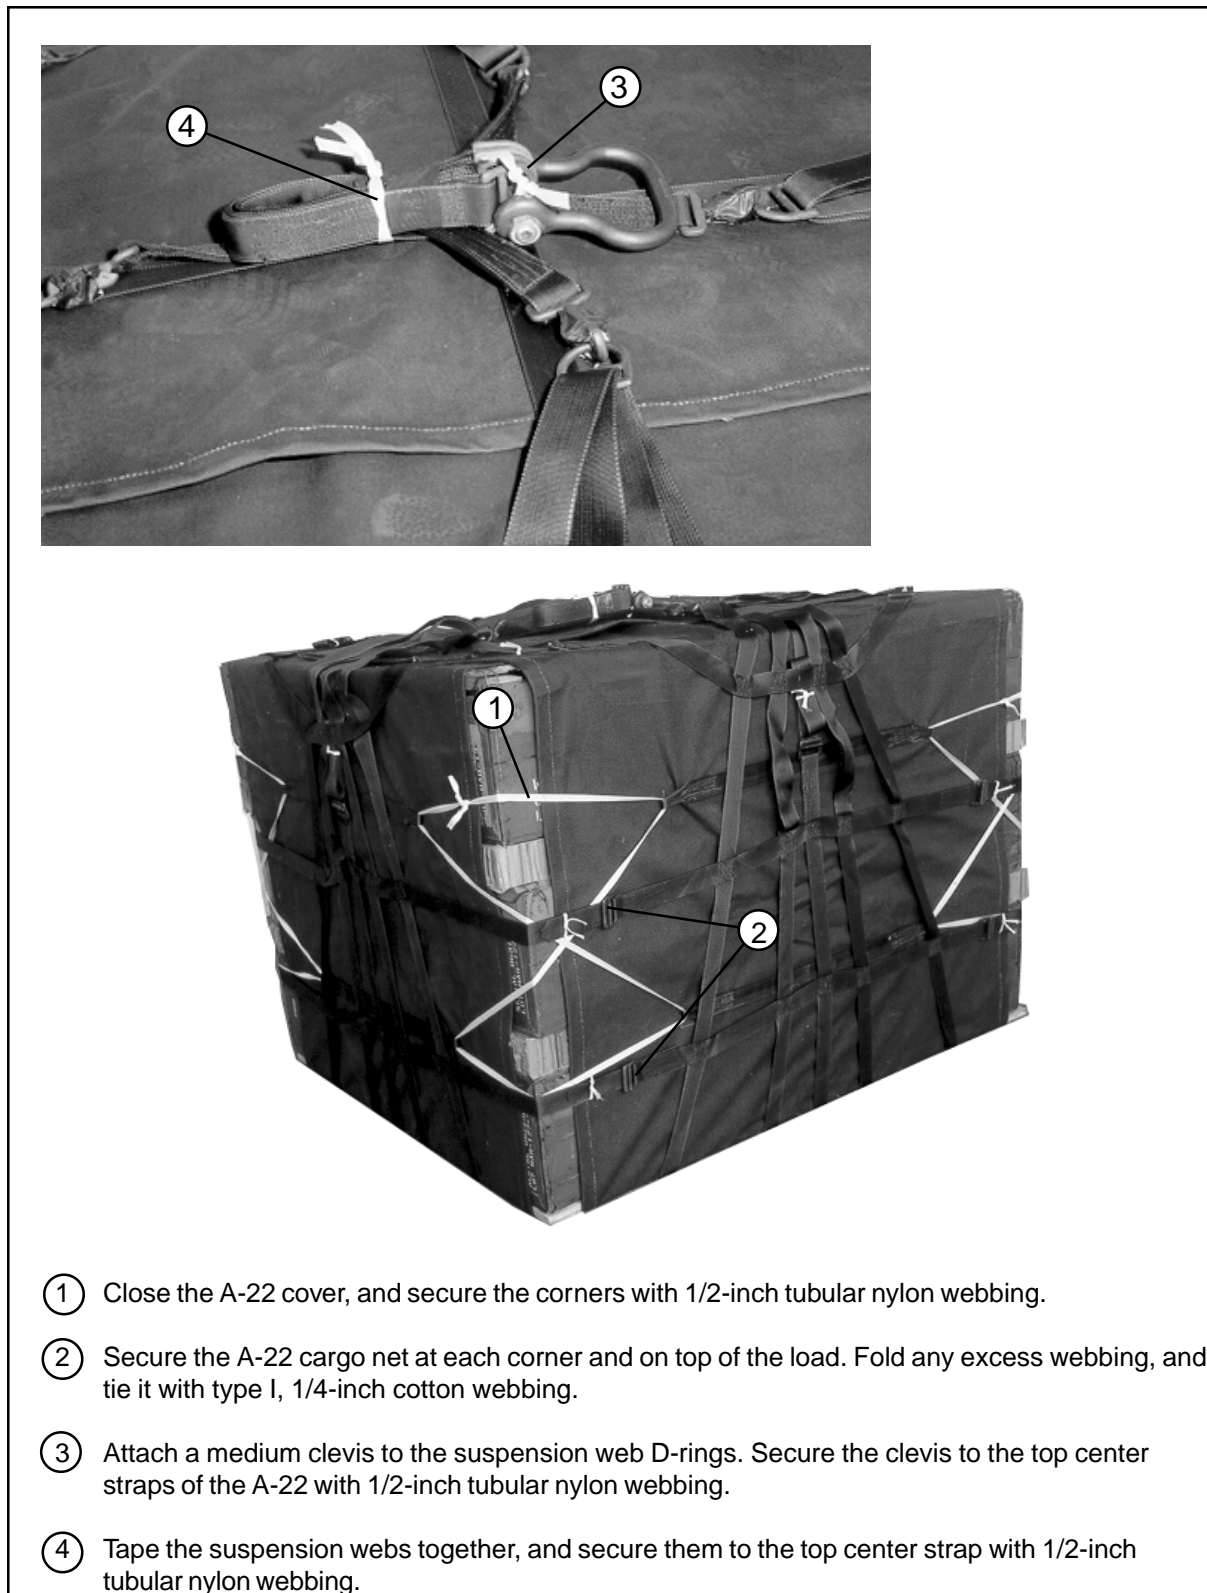 3
4
1
2
1 Close the A-22 cover, and secure the corners with 1/2-inch tubular nylon webbing.
2 Secure the A-22 cargo net at each corner and on top of the load. Fold any excess webbing, and
tie it with type I, 1/4-inch cotton webbing.
3 Attach a medium clevis to the suspension web D-rings. Secure the clevis to the top center
straps of the A-22 with 1/2-inch tubular nylon webbing.
4 Tape the suspension webs together, and secure them to the top center strap with 1/2-inch
tubular nylon webbing.